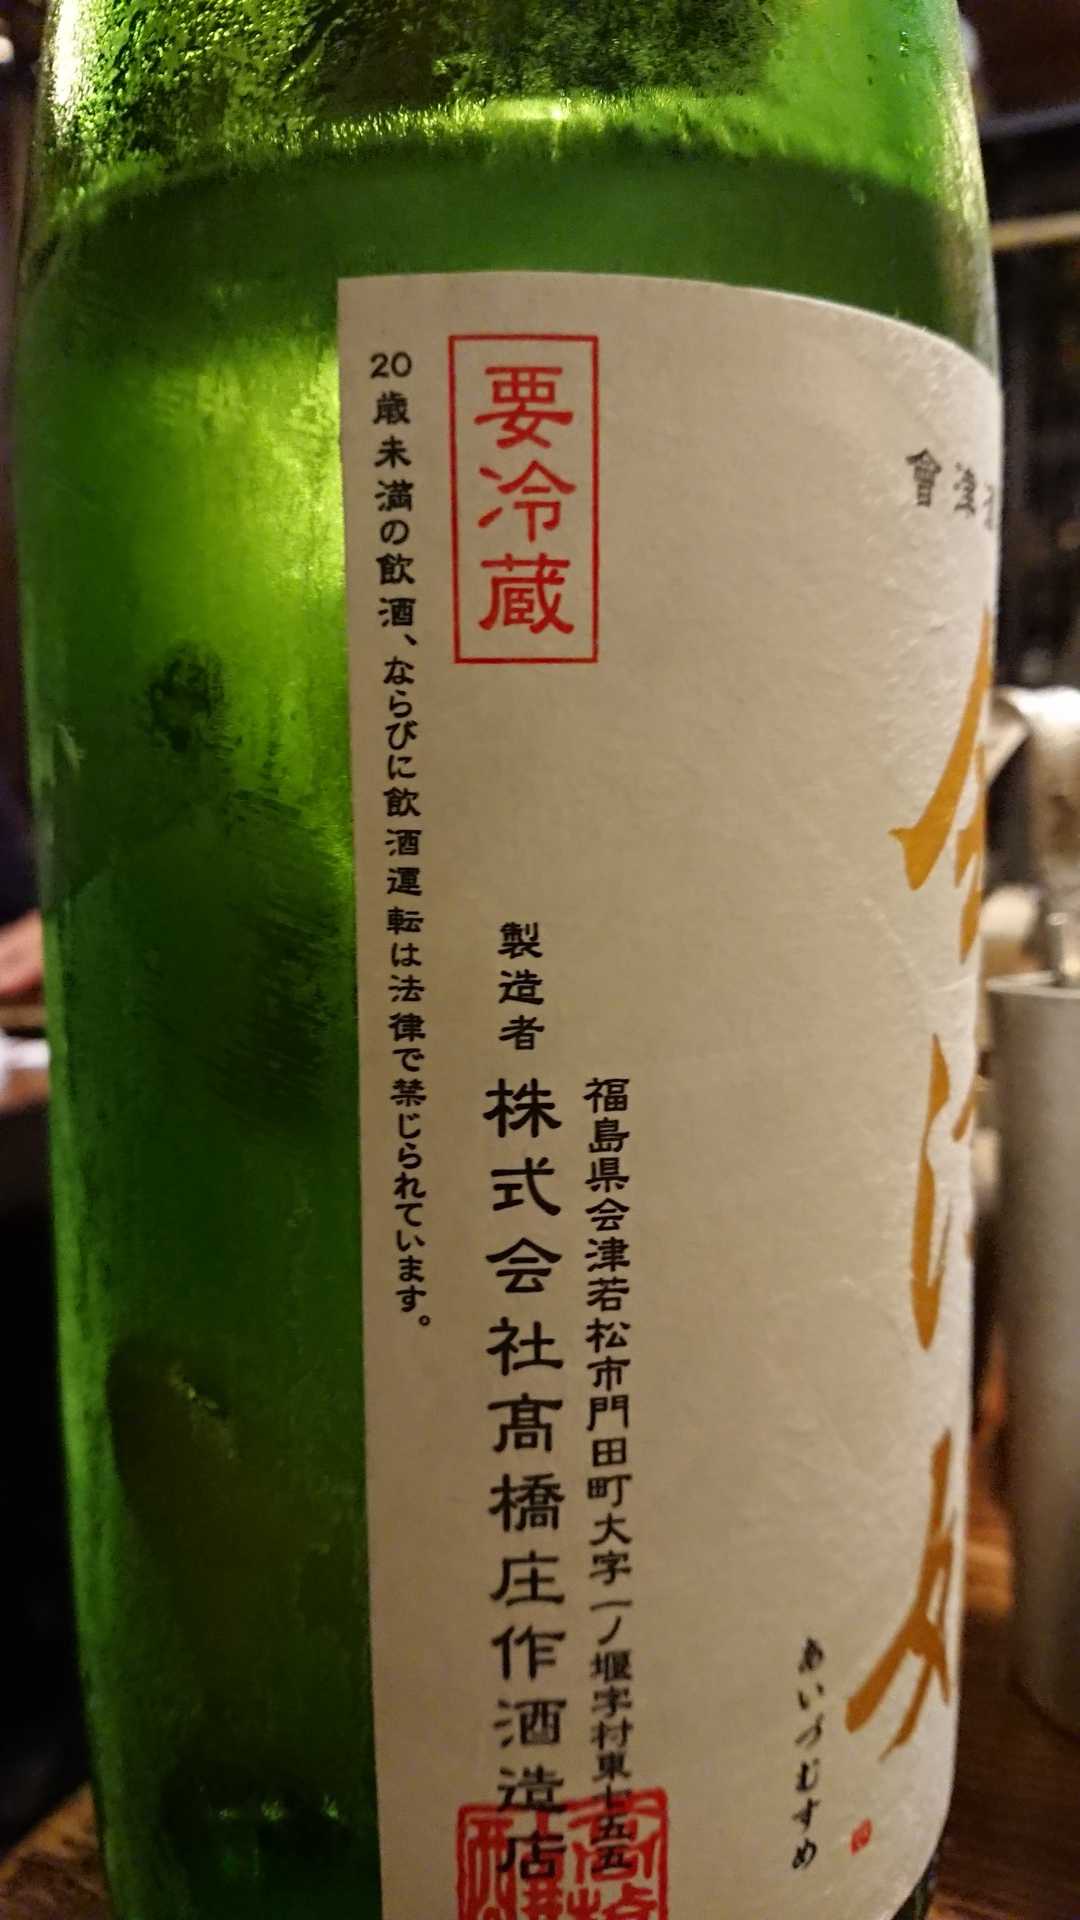 會津
あいづむすめ
要冷蔵
福島県会津若松市門田町大字一ノ堰字村東七五五
製造者 株式会社髙橋庄作酒造店
20歳未満の飲酒、ならびに飲酒運転は法律で禁じられています。